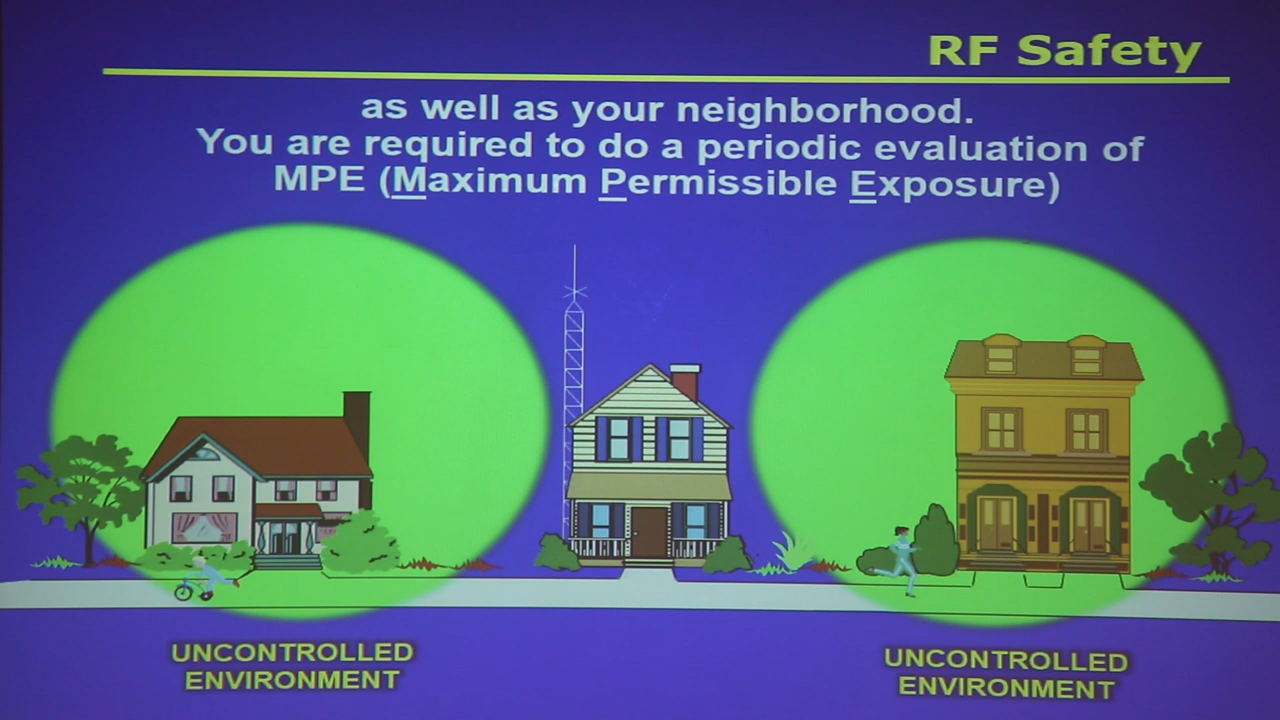 RF Safety
as well as your neighborhood.
You are required to do a periodic evaluation of
MPE (Maximum Permissible Exposure)
UNCONTROLLED
ENVIRONMENT
UNCONTROLLED
ENVIRONMENT